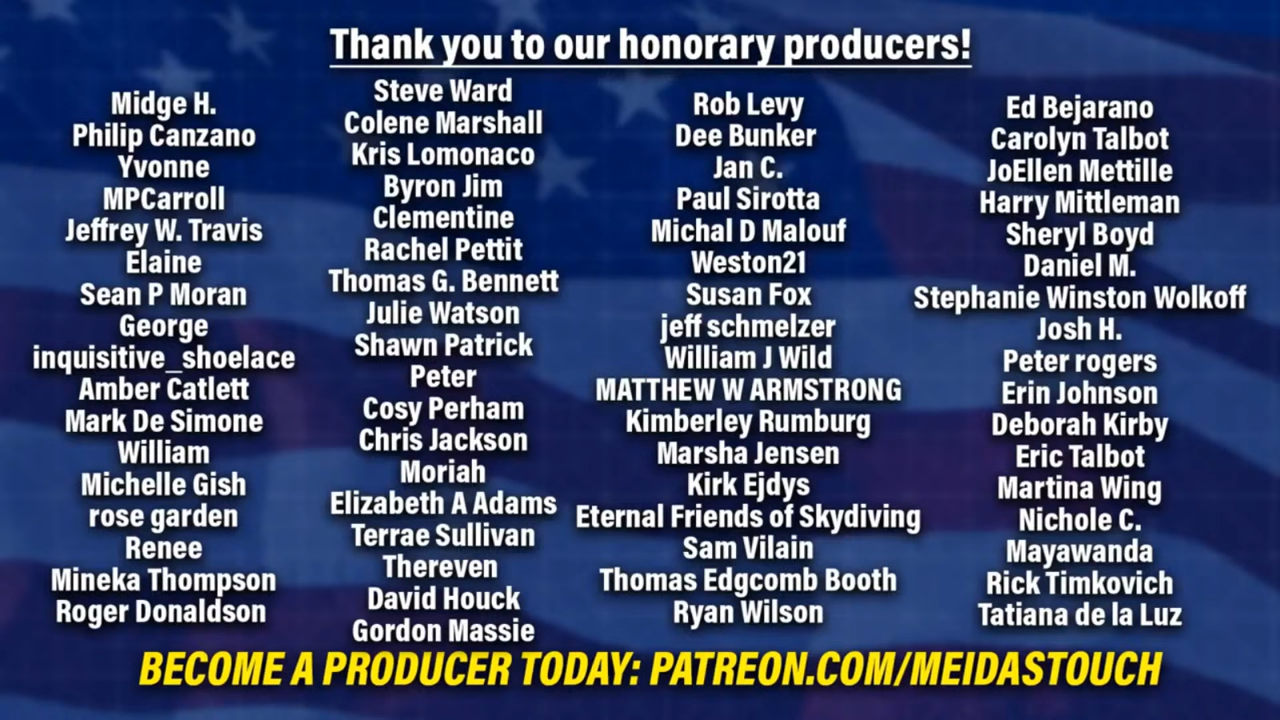 Thank you to our honorary producers!
Midge H.
Philip Canzano
Yvonne
MPCarroll
Jeffrey W. Travis
Elaine
Sean P Moran
George
inquisitive_shoelace
Amber Catlett
Mark De Simone
William
Michelle Gish
rose garden
Renee
Mineka Thompson
Roger Donaldson
Steve Ward
Colene Marshall
Kris Lomonaco
Byron Jim
Clementine
Rachel Pettit
Thomas G. Bennett
Julie Watson
Shawn Patrick
Peter
Cosy Perham
Chris Jackson
Moriah
Elizabeth A Adams
Terrae Sullivan
Thereven
David Houck
Gordon Massie
Rob Levy
Dee Bunker
Jan C.
Paul Sirotta
Michal D Malouf
Weston21
Susan Fox
jeff schmelzer
William J Wild
MATTHEW W ARMSTRONG
Kimberley Rumburg
Marsha Jensen
Kirk Ejdys
Eternal Friends of Skydiving
Sam Vilain
Thomas Edgcomb Booth
Ryan Wilson
Ed Bejarano
Carolyn Talbot
JoEllen Mettille
Harry Mittleman
Sheryl Boyd
Daniel M.
Stephanie Winston Wolkoff
Josh H.
Peter rogers
Erin Johnson
Deborah Kirby
Eric Talbot
Martina Wing
Nichole C.
Mayawanda
Rick Timkovich
Tatiana de la Luz
BECOME A PRODUCER TODAY: PATREON.COM/MEIDASTOUCH